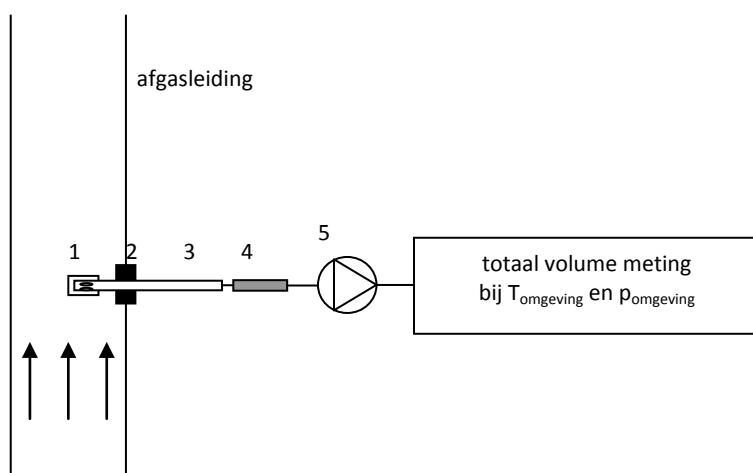 afgasleiding
1 2 3 4 5
totaal volume meting
bij Tomgeving en pomgeving